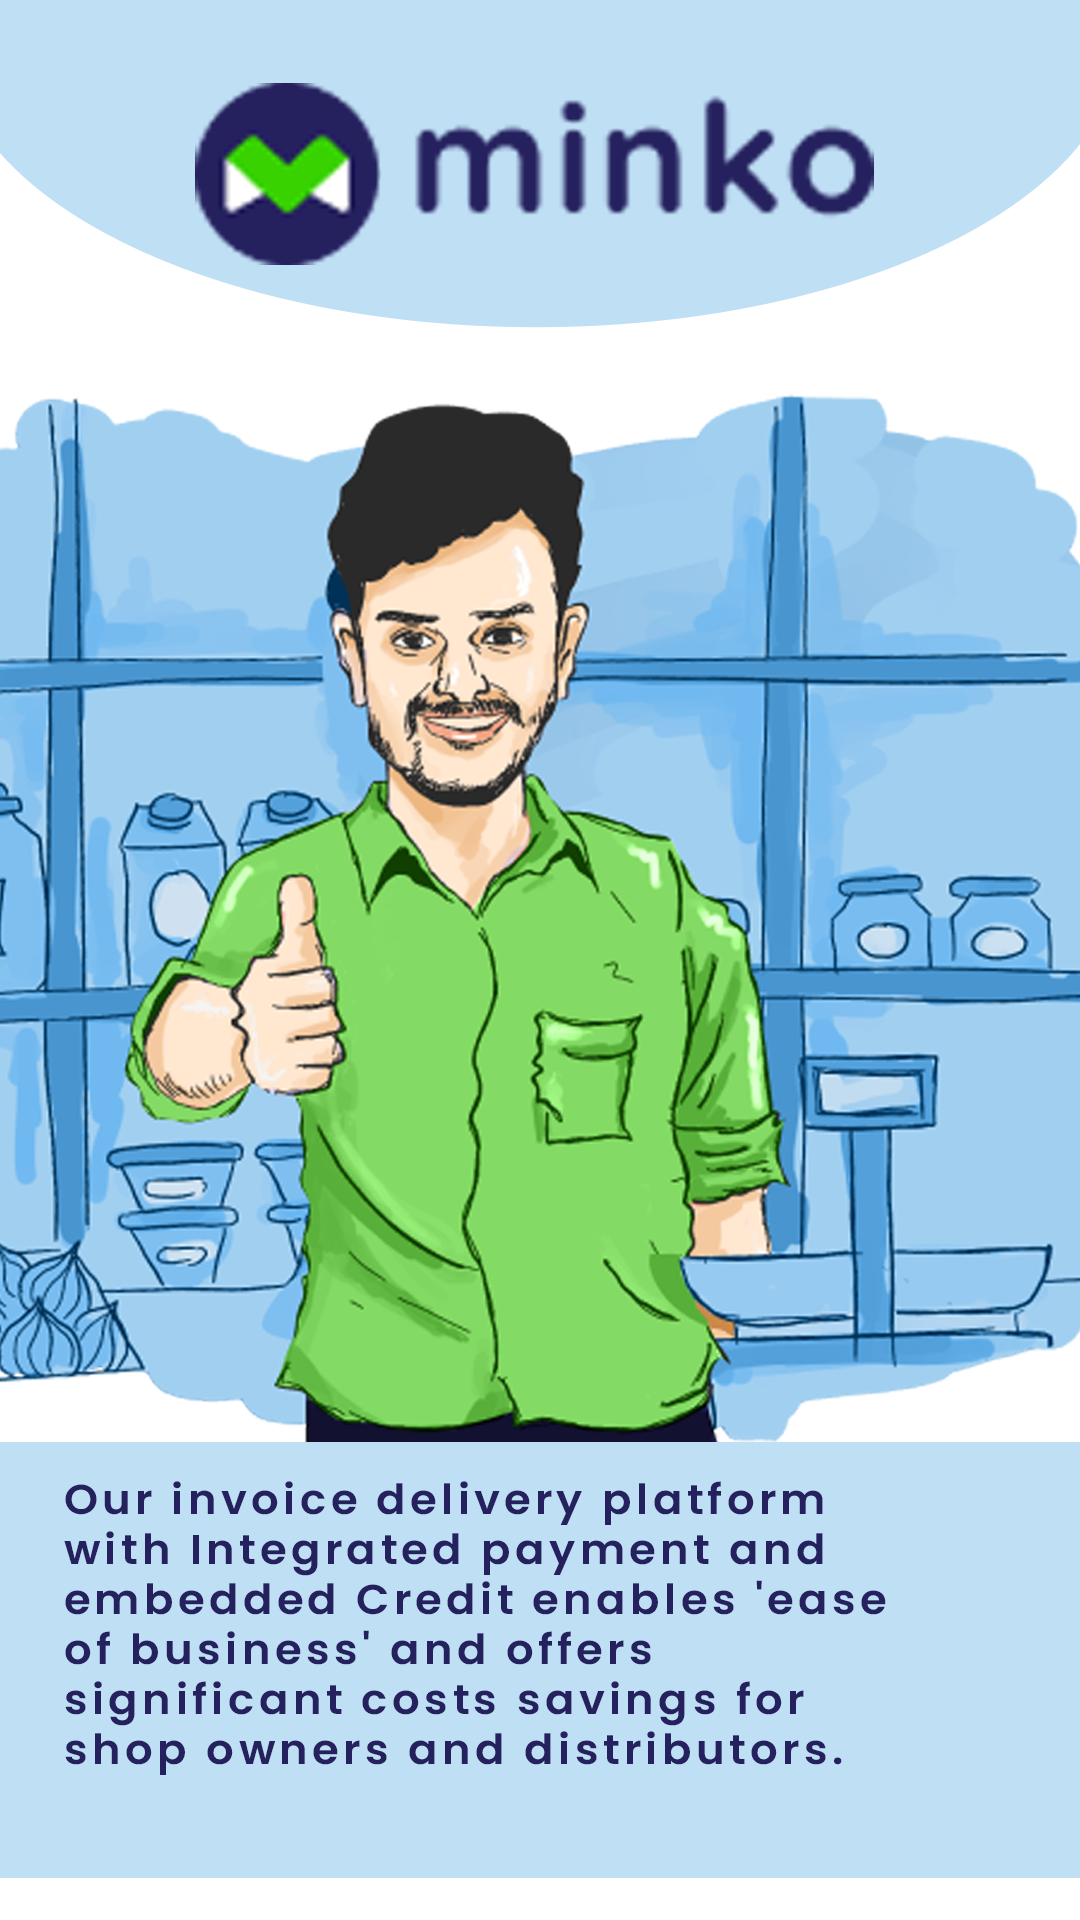 minko
Our invoice delivery platform
with Integrated payment and
embedded Credit enables 'ease
of business' and offers
significant costs savings for
shop owners and distributors.